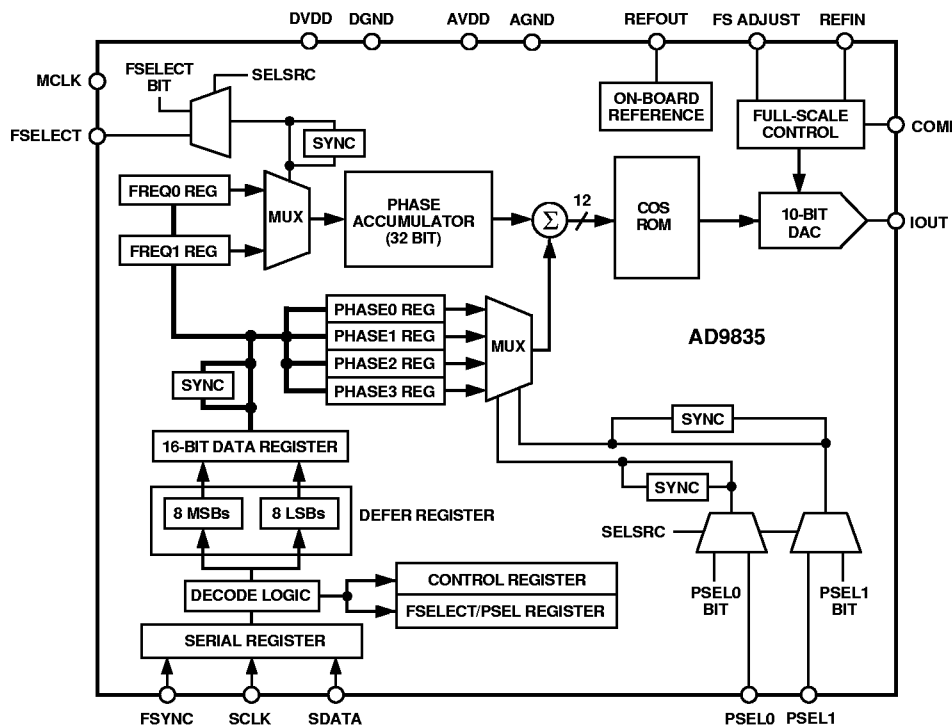 DVDD
DGND
AVDD
AGND
REFOUT
FS ADJUST
REFIN
MCLK
FSELECT
BIT
SELSRC
ON-BOARD
REFERENCE
FULL-SCALE
CONTROL
COMP
FSELECT
SYNC
FREQ0 REG
MUX
PHASE
ACCUMULATOR
(32 BIT)
Σ
12
COS
ROM
10-BIT
DAC
IOUT
FREQ1 REG
PHASE0 REG
PHASE1 REG
PHASE2 REG
PHASE3 REG
MUX
AD9835
SYNC
SYNC
16-BIT DATA REGISTER
SYNC
8 MSBs
8 LSBs
DEFER REGISTER
SELSRC
DECODE LOGIC
CONTROL REGISTER
FSELECT/PSEL REGISTER
PSEL0
BIT
PSEL1
BIT
SERIAL REGISTER
FSYNC
SCLK
SDATA
PSEL0
PSEL1